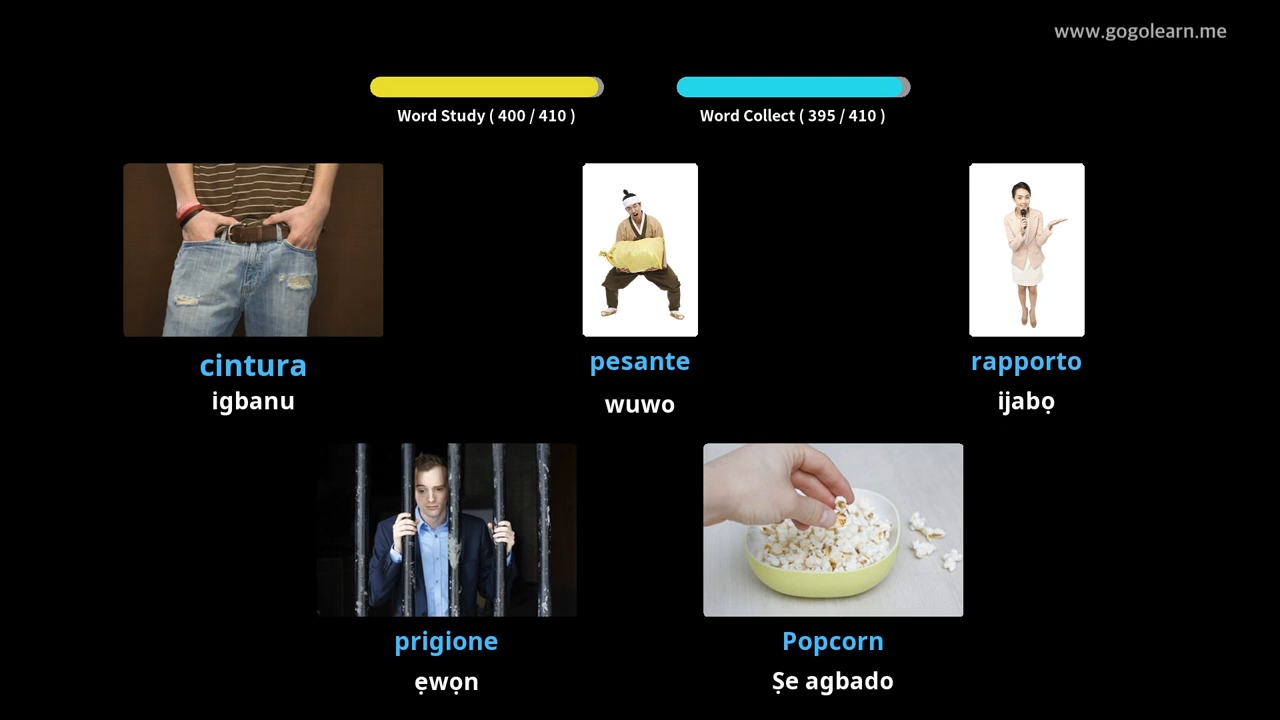 www.gogolearn.me
Word Study ( 400 / 410 )
Word Collect ( 395 / 410 )
cintura
igbanu
pesante
wuwo
rapporto
ijabọ
prigione
ẹwọn
Popcorn
Ṣe agbado